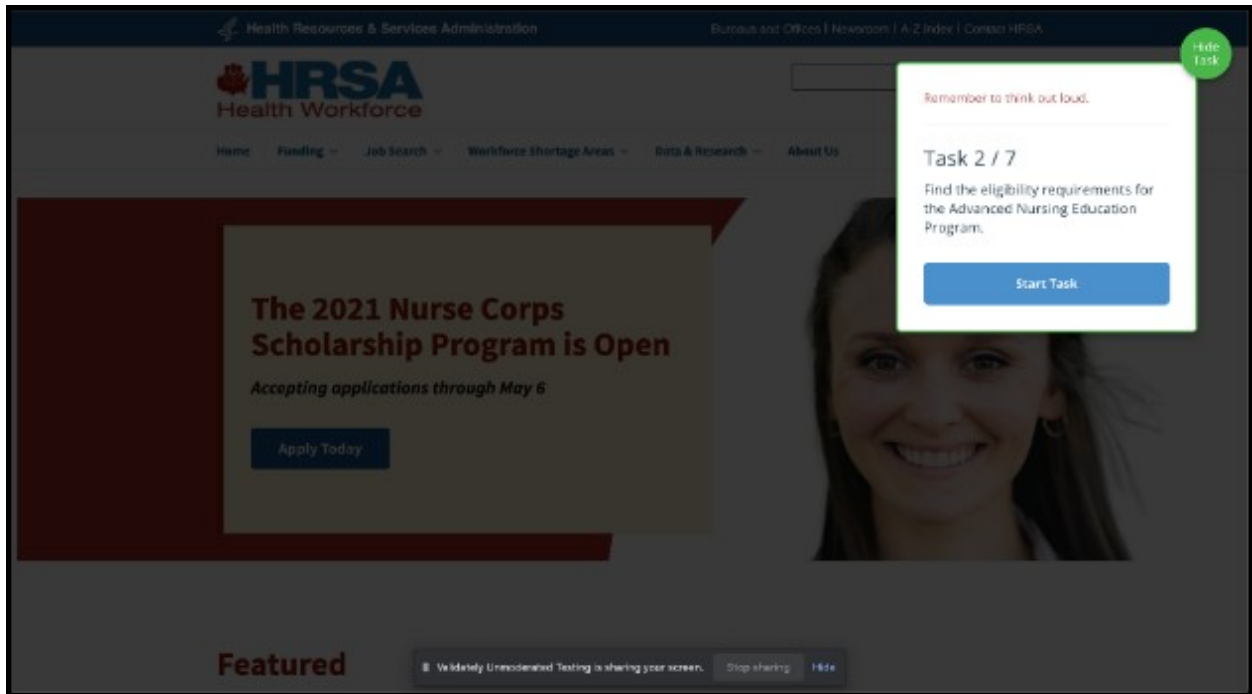 Health Resources & Services Administration
Bureaus and Offices | Newsroom | A-Z Index | Contact HRSA
Hide
Task
HRSA
Health Workforce
Remember to think out loud.
Home Funding Job Search Workforce Shortage Areas Data & Research About Us
Task 2 / 7
Find the eligibility requirements for
the Advanced Nursing Education
Program.
Start Task
The 2021 Nurse Corps
Scholarship Program is Open
Accepting applications through May 6
Apply Today
Featured
Validately Unmoderated Testing is sharing your screen. Stop sharing Hide